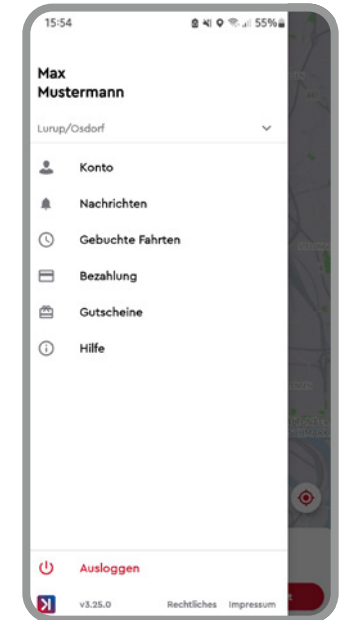 15:54 55%
Max
Mustermann
Lurup/Osdorf
Konto
Nachrichten
Gebuchte Fahrten
Bezahlung
Gutscheine
Hilfe
Ausloggen
v3.25.0 Rechtliches Impressum